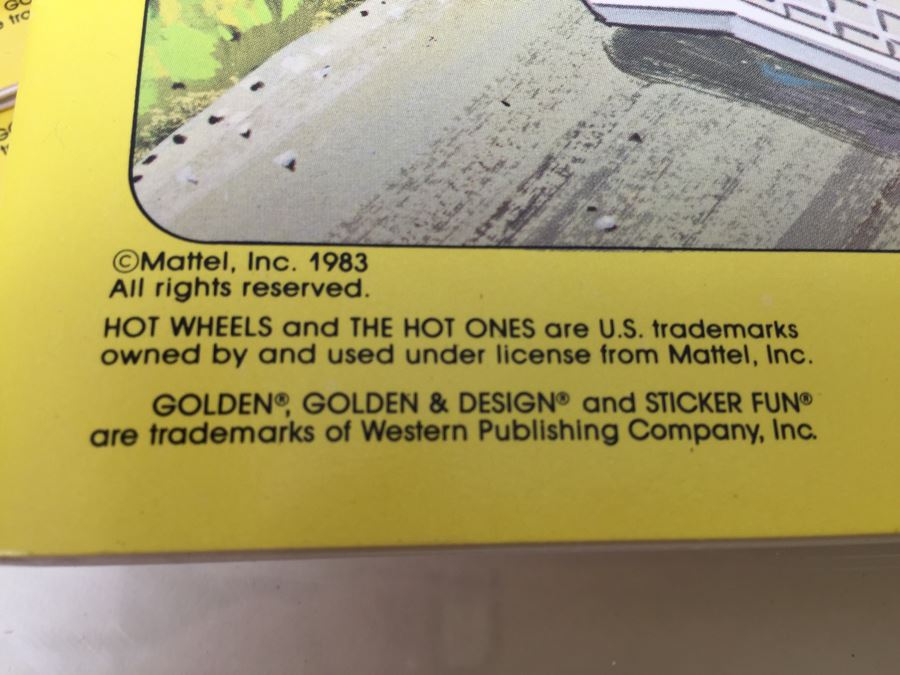 ©Mattel, Inc. 1983
All rights reserved.
HOT WHEELS and THE HOT ONES are U.S. trademarks
owned by and used under license from Mattel, Inc.
GOLDEN®, GOLDEN & DESIGN® and STICKER FUN®
are trademarks of Western Publishing Company, Inc.